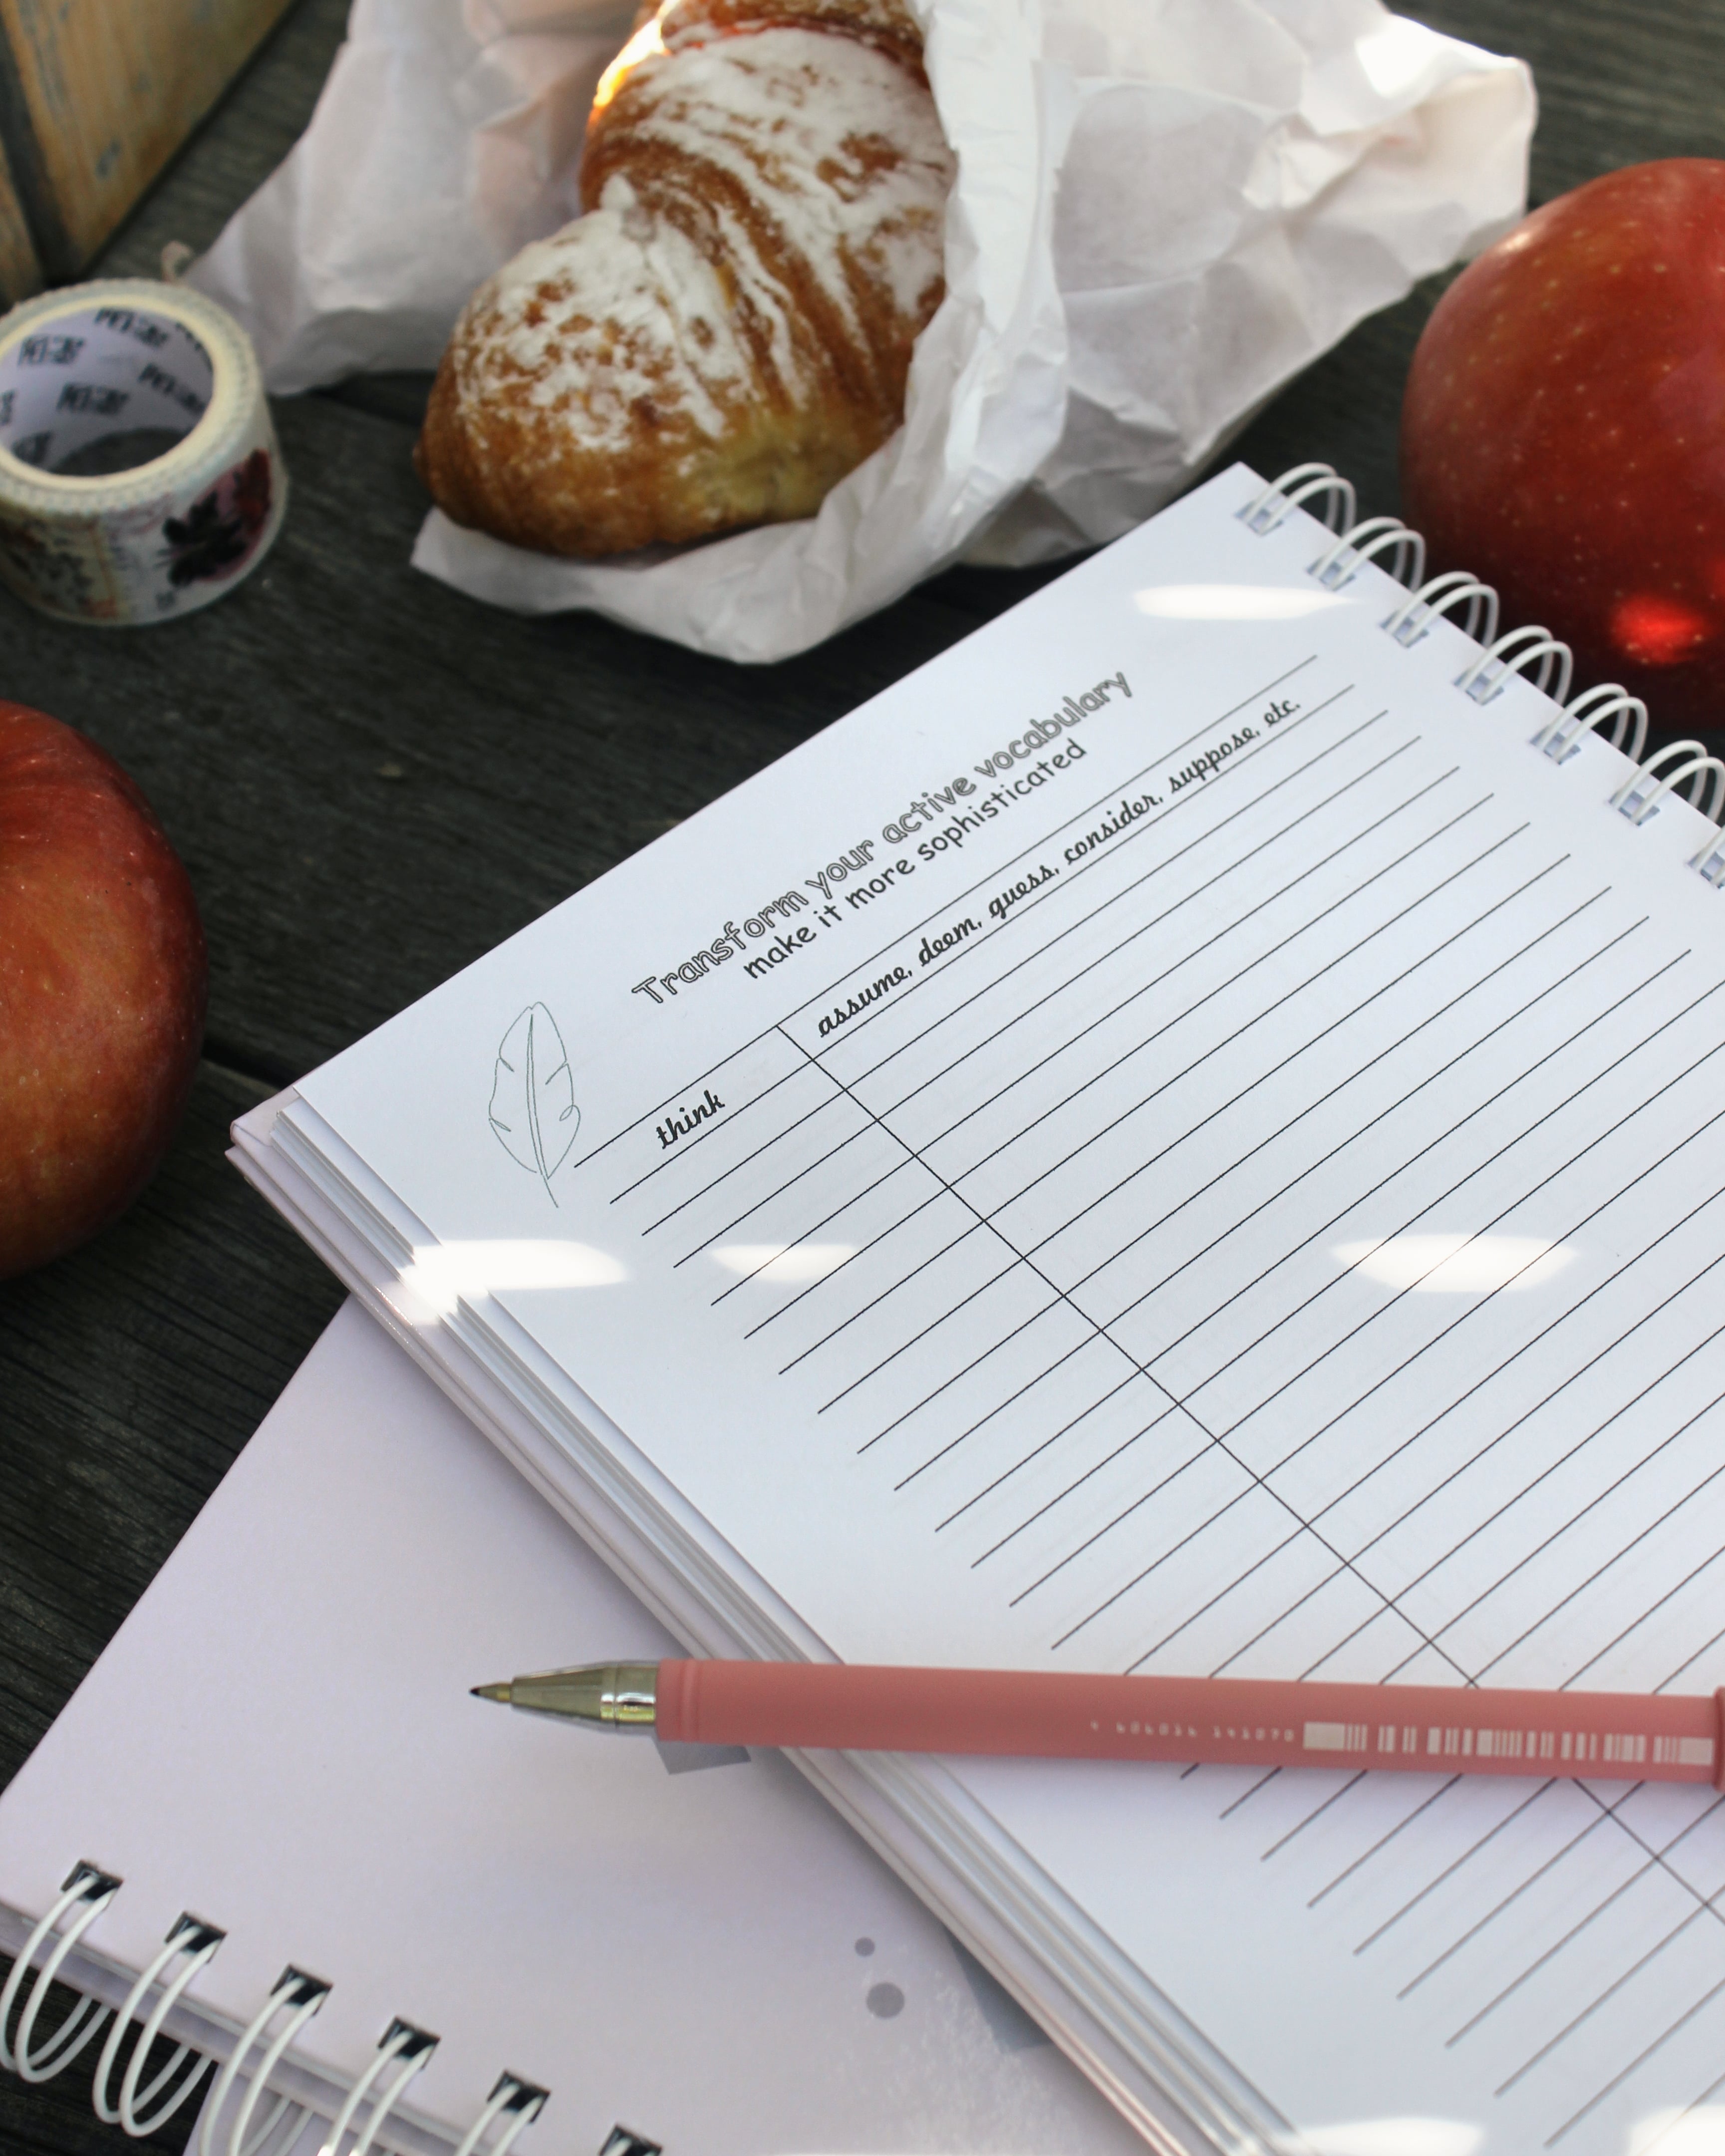 Transform your active vocabulary
make it more sophisticated
think
assume, deem, guess, consider, suppose, etc.